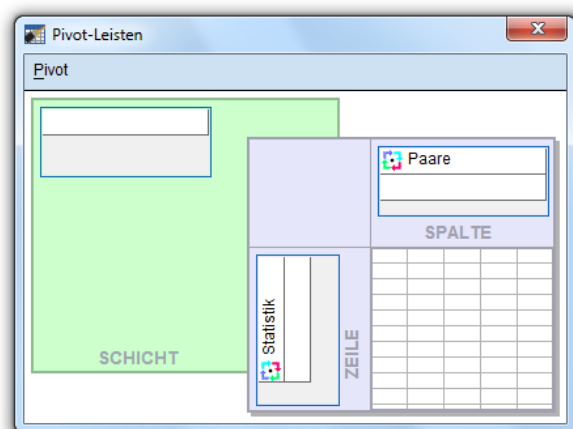 Pivot-Leisten
Pivot
Paare
SPALTE
Statistik
ZEILE
SCHICHT